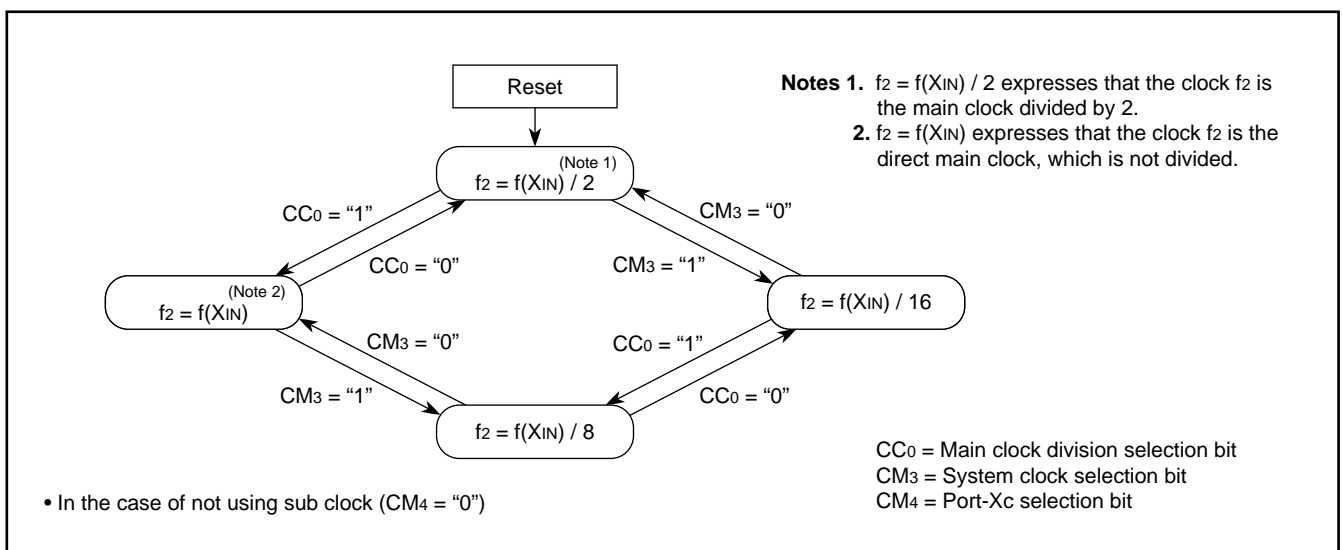 Reset
Notes 1. f2 = f(XIN) / 2 expresses that the clock f2 is
the main clock divided by 2.
2. f2 = f(XIN) expresses that the clock f2 is the
direct main clock, which is not divided.
(Note 1)
f2 = f(XIN) / 2
CC0 = “1”
CC0 = “0”
CM3 = “0”
CM3 = “1”
(Note 2)
f2 = f(XIN)
f2 = f(XIN) / 16
CM3 = “0”
CM3 = “1”
CC0 = “1”
CC0 = “0”
f2 = f(XIN) / 8
CC0 = Main clock division selection bit
CM3 = System clock selection bit
CM4 = Port-Xc selection bit
• In the case of not using sub clock (CM4 = “0”)